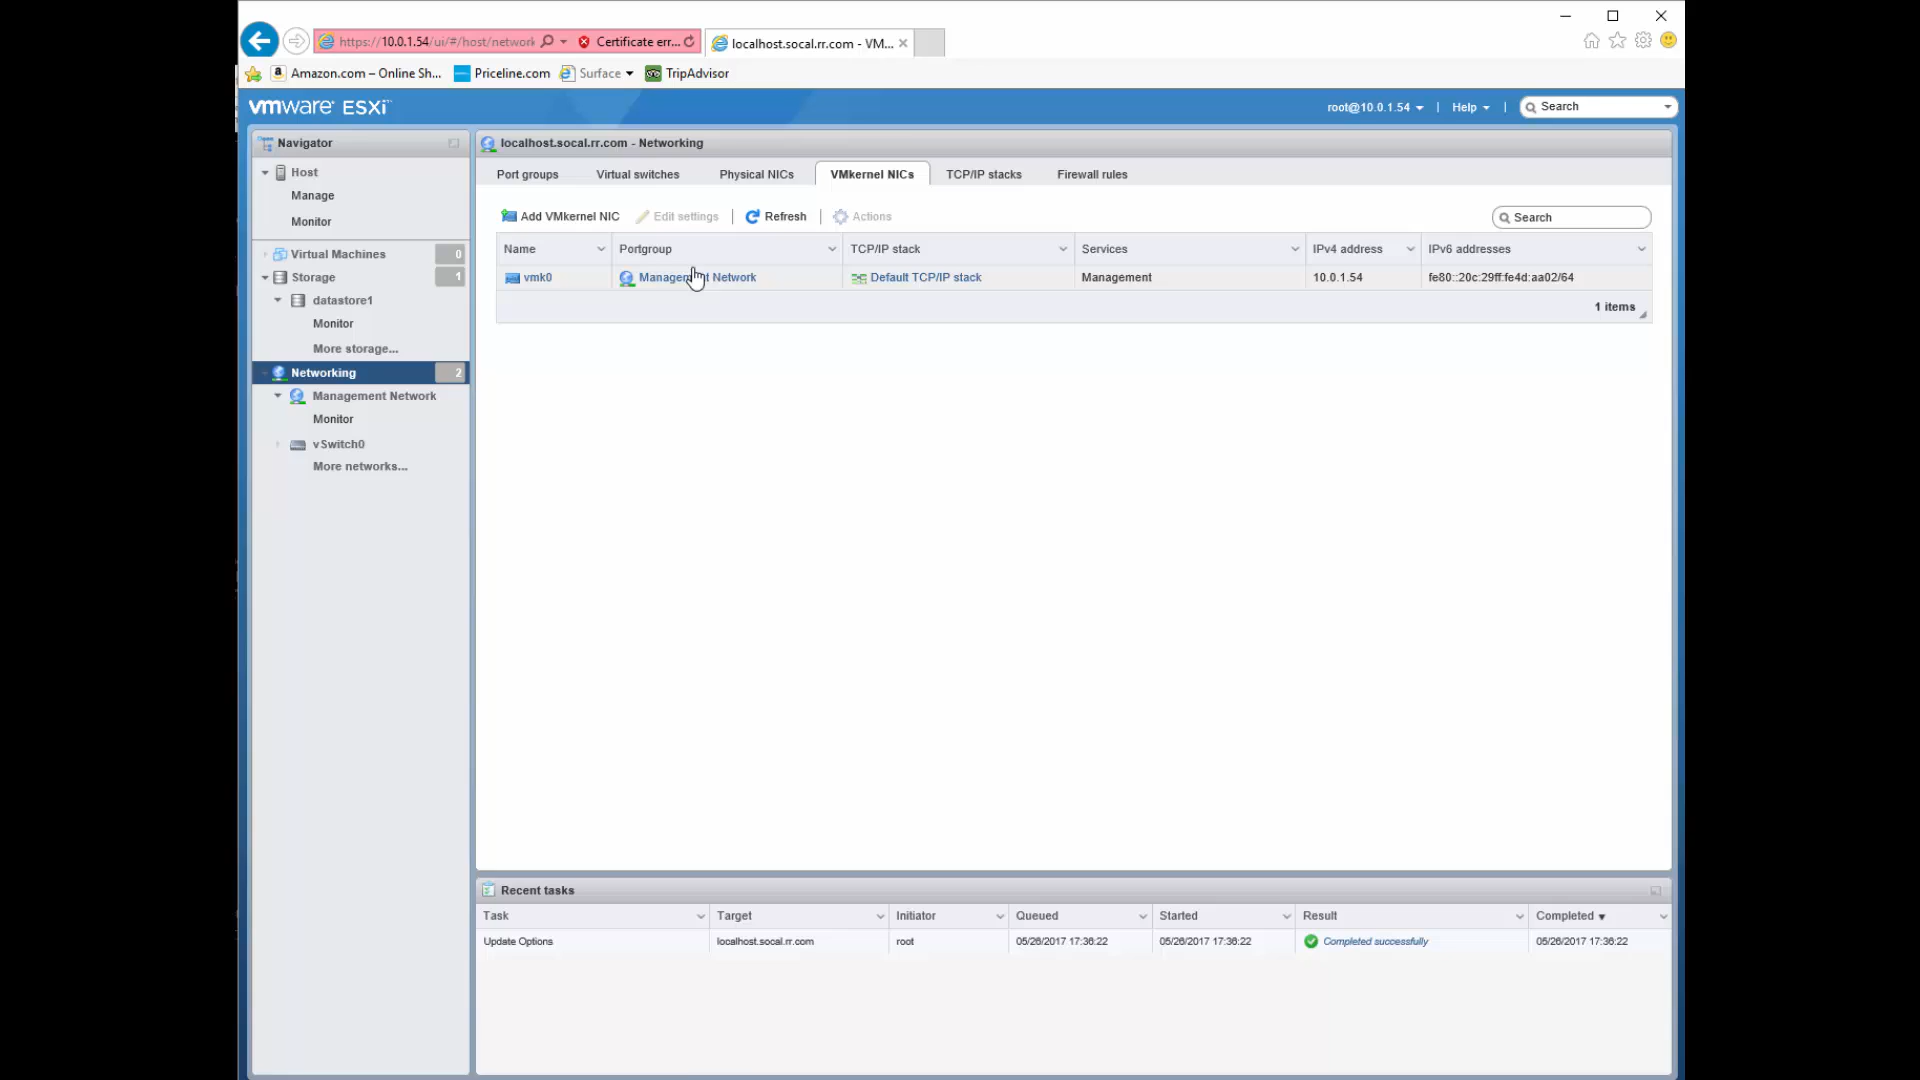 https://10.0.1.54/ui/#/host/network
Certificate err...
localhost.socal.rr.com - VM...
Amazon.com – Online Sh...
Priceline.com
Surface
TripAdvisor
vmware ESXi
root@10.0.1.54
Help
Search
Navigator
Host
Manage
Monitor
Virtual Machines
0
Storage
1
datastore1
Monitor
More storage...
Networking
2
Management Network
Monitor
vSwitch0
More networks...
localhost.socal.rr.com - Networking
Port groups
Virtual switches
Physical NICs
VMkernel NICs
TCP/IP stacks
Firewall rules
Add VMkernel NIC
Edit settings
Refresh
Actions
Search
Name
Portgroup
TCP/IP stack
Services
IPv4 address
IPv6 addresses
vmk0
Management Network
Default TCP/IP stack
Management
10.0.1.54
fe80::20c:29ff:fe4d:aa02/64
1 items
Recent tasks
Task
Target
Initiator
Queued
Started
Result
Completed
Update Options
localhost.socal.rr.com
root
05/26/2017 17:36:22
05/26/2017 17:36:22
Completed successfully
05/26/2017 17:36:22